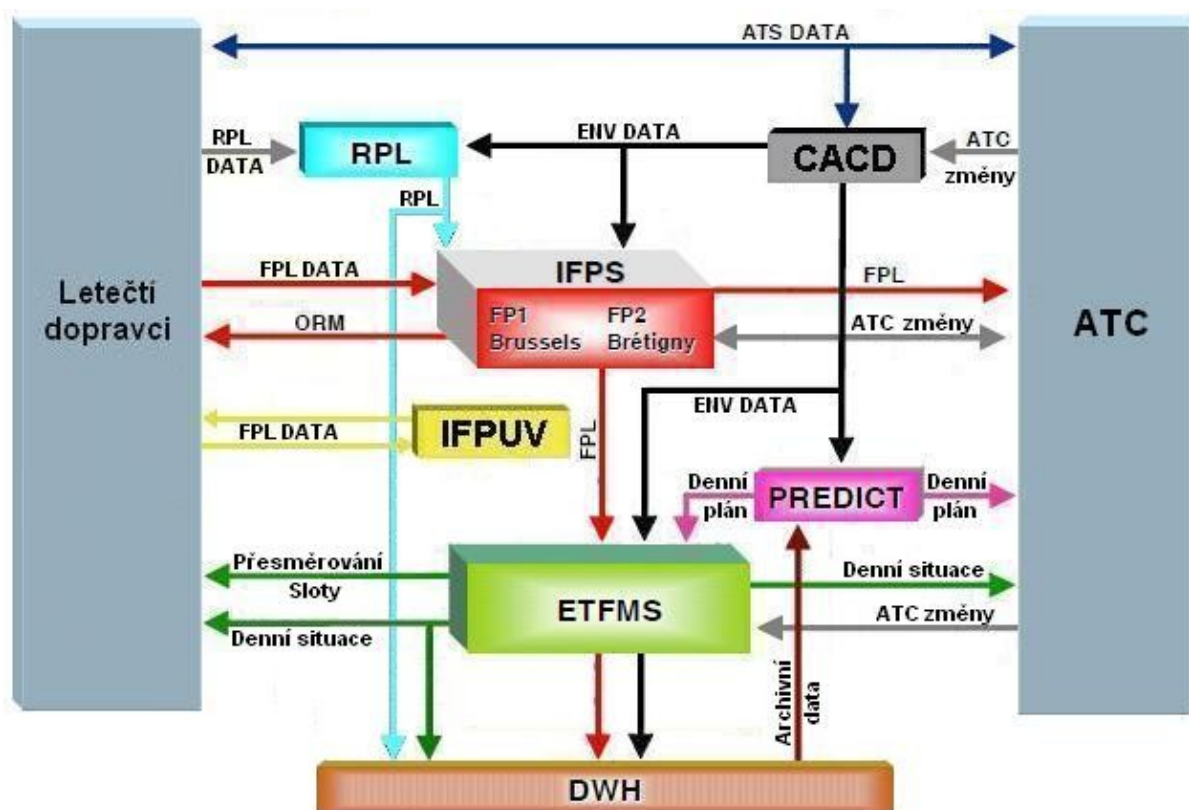 ATS DATA
RPL
DATA
RPL
ENV DATA
CACD
ATC
změny
RPL
IFPS
FPL DATA
FPL
Letečtí
dopravci
ORM
FP1
Brussels
FP2
Brétigny
ATC změny
ATC
ENV DATA
FPL DATA
IFPUV
FPL
Denní
plán
PREDICT
Denní
plán
Přesměrování
Sloty
ETFMS
Denní situace
Denní situace
ATC změny
Archivní
data
DWH